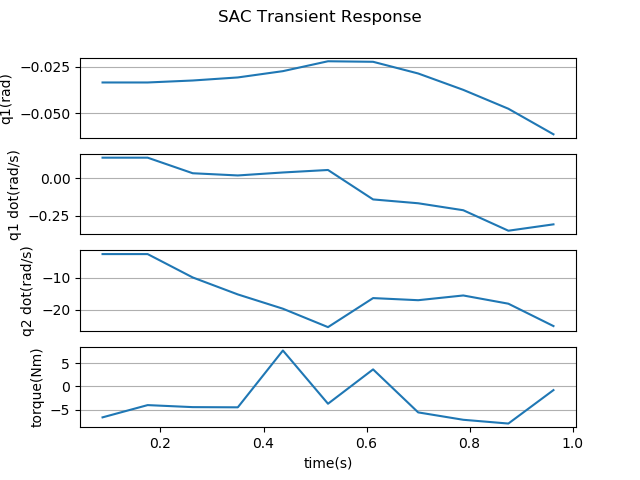 SAC Transient Response
q1(rad)
−0.025
−0.050
q1 dot(rad/s)
0.00
−0.25
q2 dot(rad/s)
−10
−20
torque(Nm)
5
0
−5
0.2 0.4 0.6 0.8 1.0
time(s)